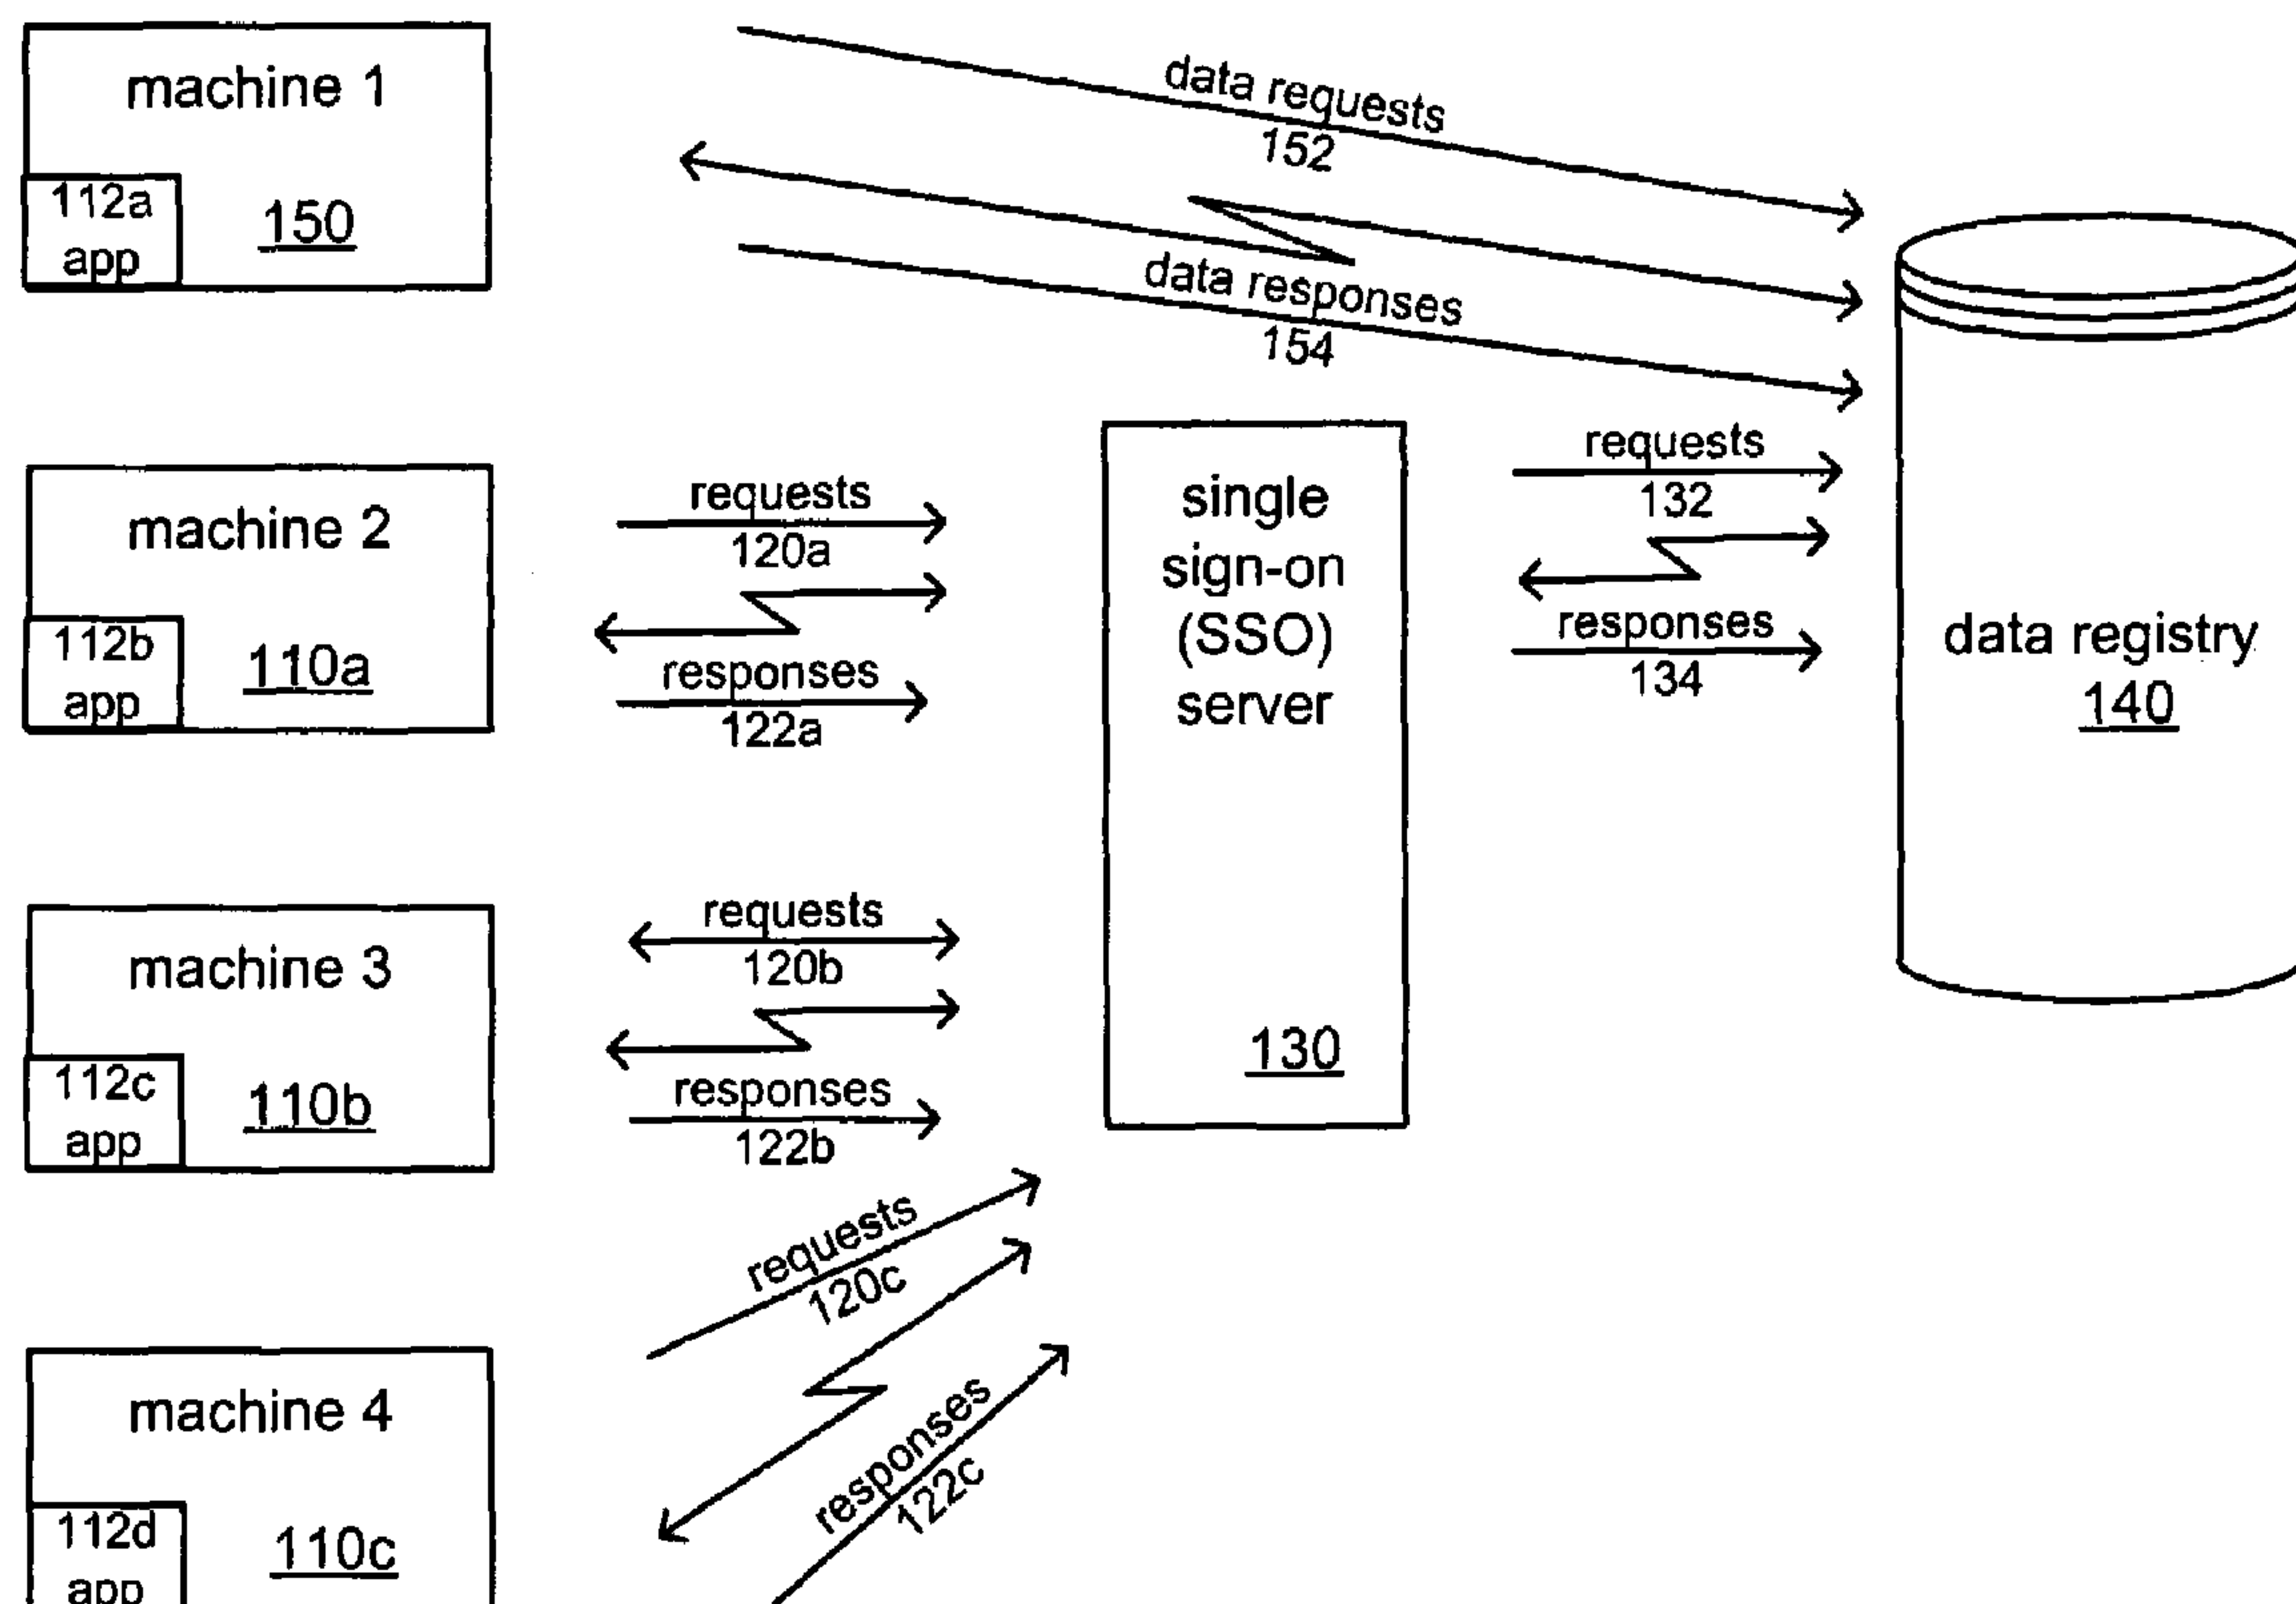 machine 1
112a
app
150
data requests
152
data responses
154
machine 2
112b
app
110a
requests
120a
responses
122a
single
sign-on
(SSO)
server
130
requests
132
responses
134
data registry
140
machine 3
112c
app
110b
requests
120b
responses
122b
machine 4
112d
app
110c
requests
120c
responses
122c